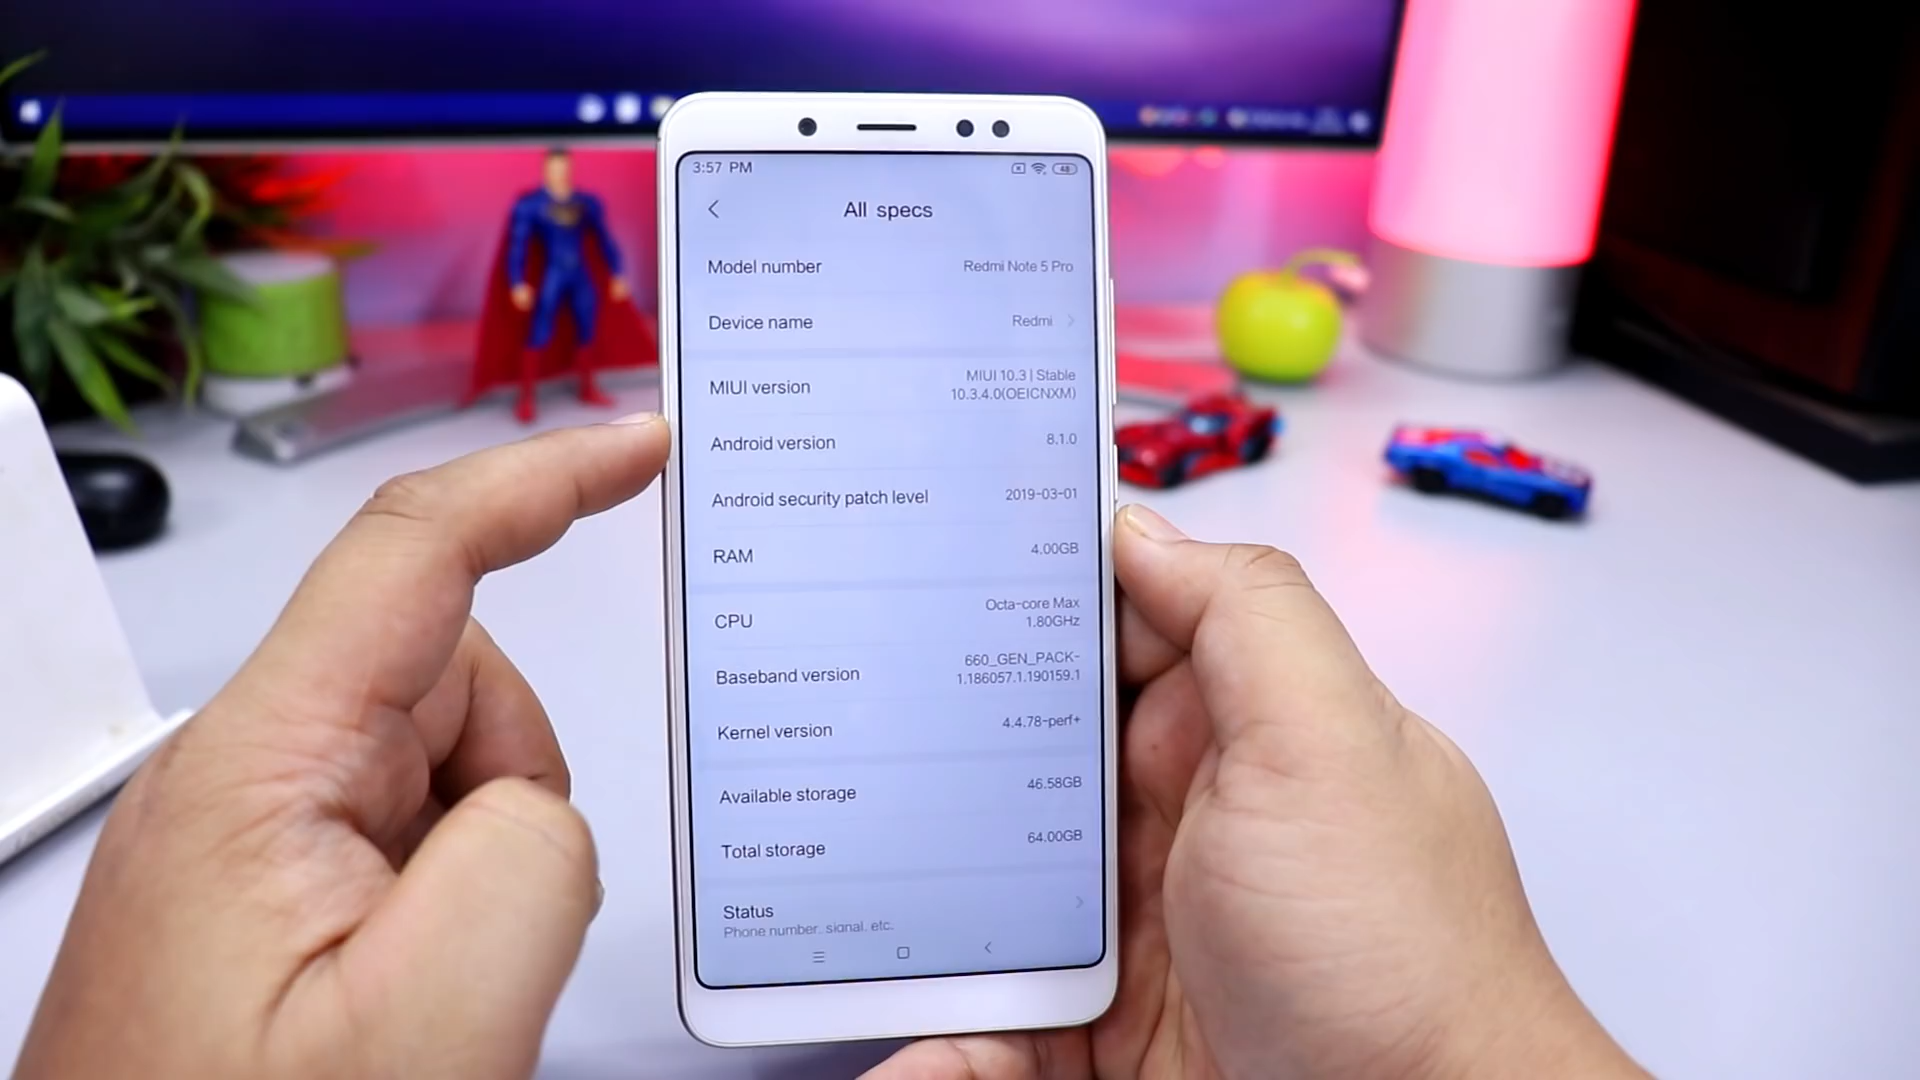 3:57 PM 48
All specs
Model number Redmi Note 5 Pro
Device name Redmi
MIUI version MIUI 10.3 | Stable
10.3.4.0(OEICNXM)
Android version 8.1.0
Android security patch level 2019-03-01
RAM 4.00GB
CPU Octa-core Max
1.80GHz
Baseband version 660_GEN_PACK-
1.186057.1.190159.1
Kernel version 4.4.78-perf+
Available storage 46.58GB
Total storage 64.00GB
Status
Phone number, signal, etc.